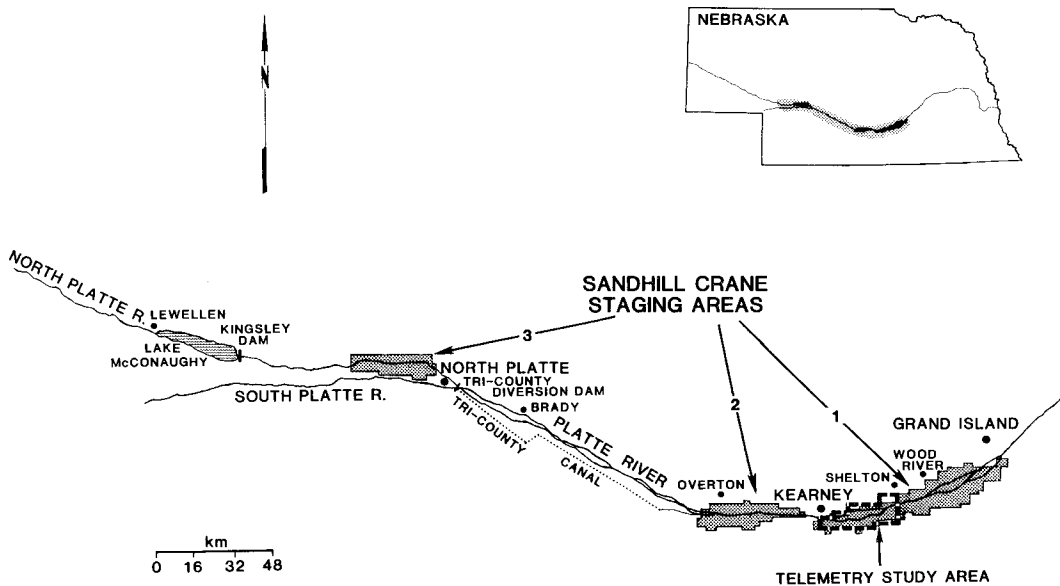 NEBRASKA
N
NORTH PLATTE R.
LEWELLEN
KINGSLEY
DAM
LAKE
McCONAUGHY
SOUTH PLATTE R.
SANDHILL CRANE
STAGING AREAS
3
2
1
NORTH PLATTE
TRI-COUNTY
DIVERSION DAM
BRADY
TRI-COUNTY
CANAL
PLATTE RIVER
OVERTON
KEARNEY
SHELTON
WOOD
RIVER
GRAND ISLAND
TELEMETRY STUDY AREA
km
0 16 32 48